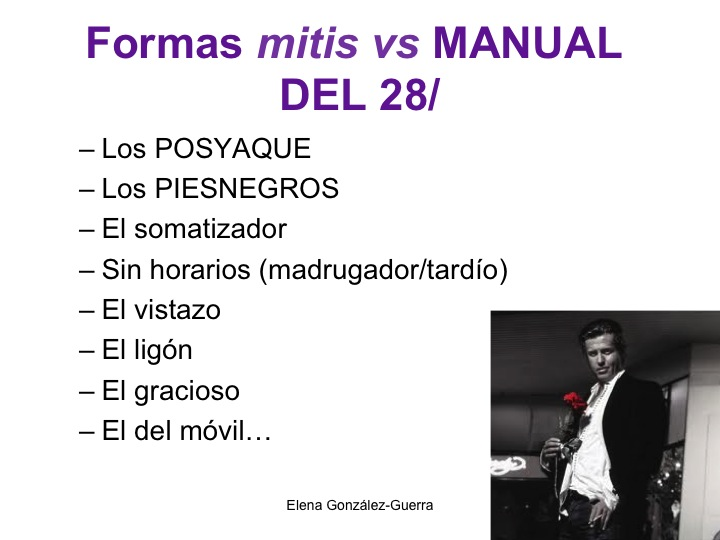 Formas mitis vs MANUAL
DEL 28/
– Los POSYAQUE
– Los PIESNEGROS
– El somatizador
– Sin horarios (madrugador/tardío)
– El vistazo
– El ligón
– El gracioso
– El del móvil…
Elena González-Guerra